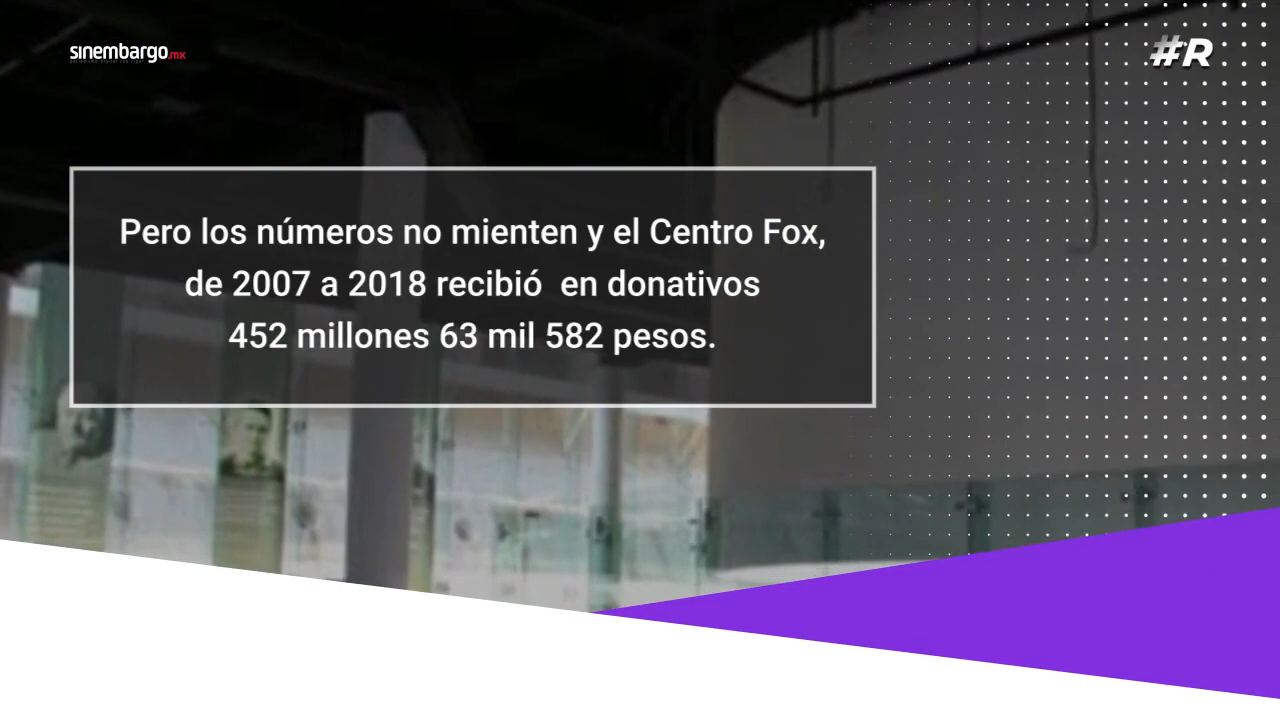 sinembargo.mx
#R
Pero los números no mienten y el Centro Fox,
de 2007 a 2018 recibió en donativos
452 millones 63 mil 582 pesos.